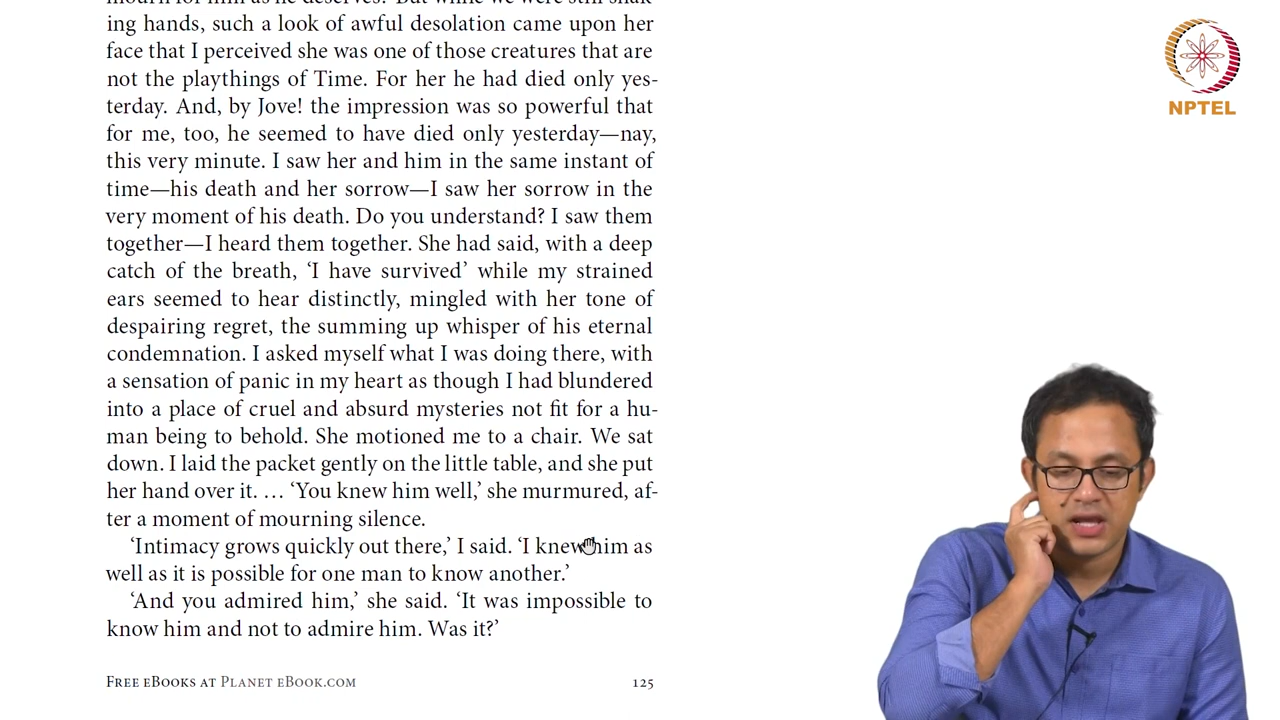 mourn for him as he deserves.' But while we were still shak-
ing hands, such a look of awful desolation came upon her
face that I perceived she was one of those creatures that are
not the playthings of Time. For her he had died only yes-
terday. And, by Jove! the impression was so powerful that
for me, too, he seemed to have died only yesterday—nay,
this very minute. I saw her and him in the same instant of
time—his death and her sorrow—I saw her sorrow in the
very moment of his death. Do you understand? I saw them
together—I heard them together. She had said, with a deep
catch of the breath, ‘I have survived’ while my strained
ears seemed to hear distinctly, mingled with her tone of
despairing regret, the summing up whisper of his eternal
condemnation. I asked myself what I was doing there, with
a sensation of panic in my heart as though I had blundered
into a place of cruel and absurd mysteries not fit for a hu-
man being to behold. She motioned me to a chair. We sat
down. I laid the packet gently on the little table, and she put
her hand over it. … ‘You knew him well,’ she murmured, af-
ter a moment of mourning silence.
‘Intimacy grows quickly out there,’ I said. ‘I knew him as
well as it is possible for one man to know another.’
‘And you admired him,’ she said. ‘It was impossible to
know him and not to admire him. Was it?’
Free eBooks at Planet eBook.com
125
NPTEL